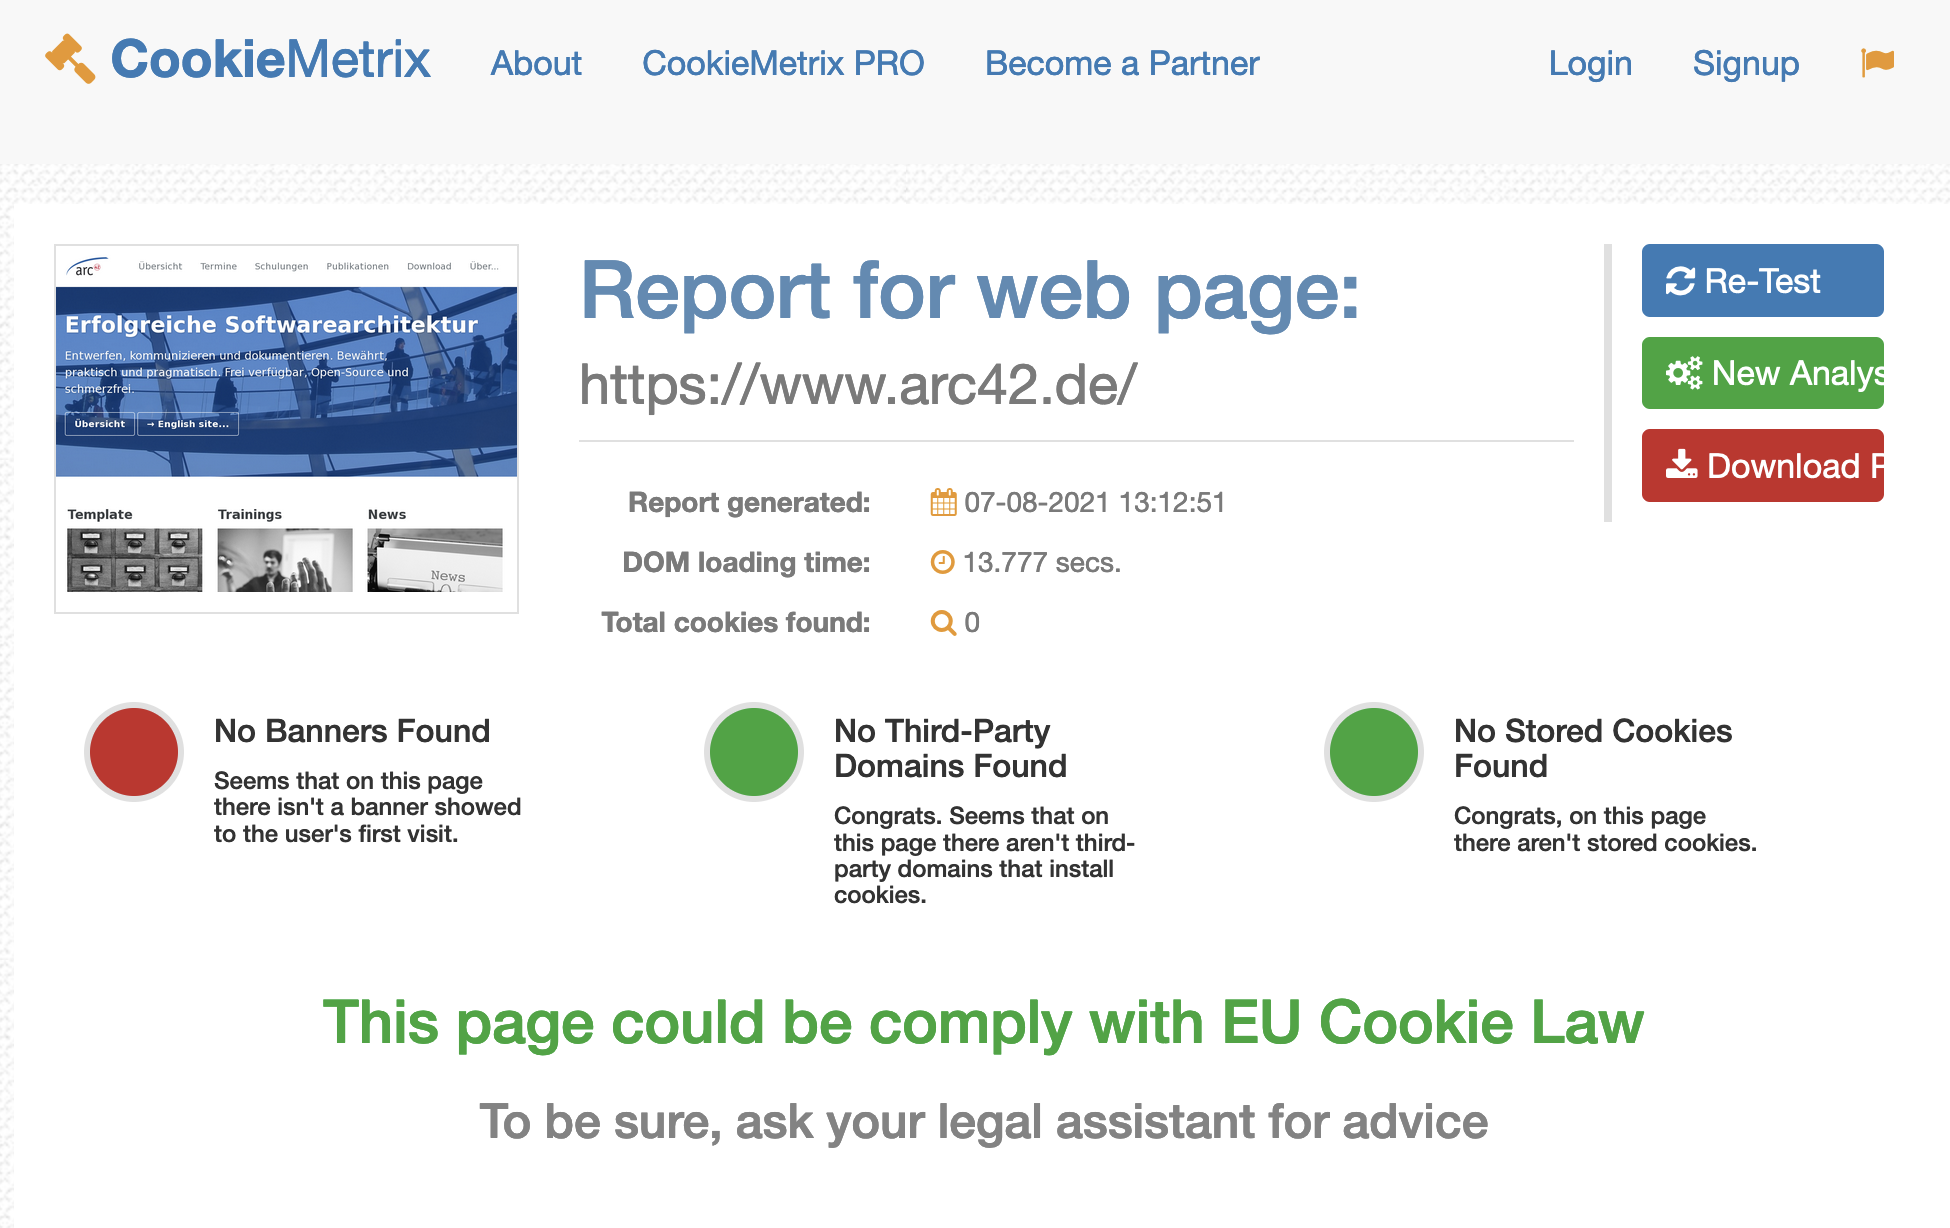 CookieMetrix
About
CookieMetrix PRO
Become a Partner
Login
Signup
arc42
Übersicht
Termine
Schulungen
Publikationen
Download
Über...
Erfolgreiche Softwarearchitektur
Entwerfen, kommunizieren und dokumentieren. Bewährt,
praktisch und pragmatisch. Frei verfügbar, Open-Source und
schmerzfrei.
Übersicht
→ English site...
Template
Trainings
News
News
Report for web page:
https://www.arc42.de/
Report generated: 07-08-2021 13:12:51
DOM loading time: 13.777 secs.
Total cookies found: 0
Re-Test
New Analys
Download
No Banners Found
Seems that on this page
there isn't a banner showed
to the user's first visit.
No Third-Party
Domains Found
Congrats. Seems that on
this page there aren't third-
party domains that install
cookies.
No Stored Cookies
Found
Congrats, on this page
there aren't stored cookies.
This page could be comply with EU Cookie Law
To be sure, ask your legal assistant for advice